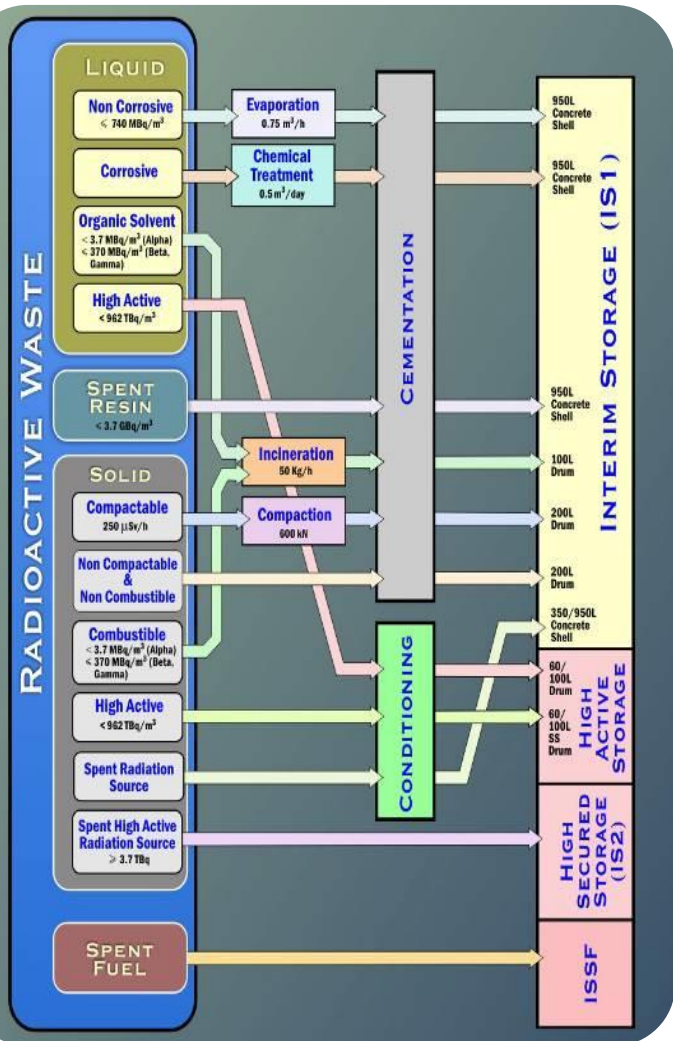 RADIOACTIVE WASTE
LIQUID
Non Corrosive
≤ 740 MBq/m³
Corrosive
Organic Solvent
< 3.7 MBq/m³ (Alpha)
≤ 370 MBq/m³ (Beta,
Gamma)
High Active
< 962 TBq/m³
SPENT
RESIN
≤ 3.7 GBq/m³
SOLID
Compactable
250 µSv/h
Non Compactable
&
Non Combustible
Combustible
< 3.7 MBq/m³ (Alpha)
≤ 370 MBq/m³ (Beta,
Gamma)
High Active
<962 TBq/m³
Spent Radiation
Source
Spent High Active
Radiation Source
≥ 3.7 TBq
SPENT
FUEL
Evaporation
0.75 m³/h
Chemical
Treatment
0.5 m³/day
Incineration
50 Kg/h
Compaction
600 kN
CEMENTATION
CONDITIONING
950L
Concrete
Shell
950L
Concrete
Shell
950L
Concrete
Shell
100L
Drum
200L
Drum
200L
Drum
350/950L
Concrete
Shell
INTERIM STORAGE (IS1)
60/
100L
Drum
60/
100L
SS
Drum
HIGH
ACTIVE
STORAGE
HIGH
SECURED
STORAGE
(IS2)
ISSF